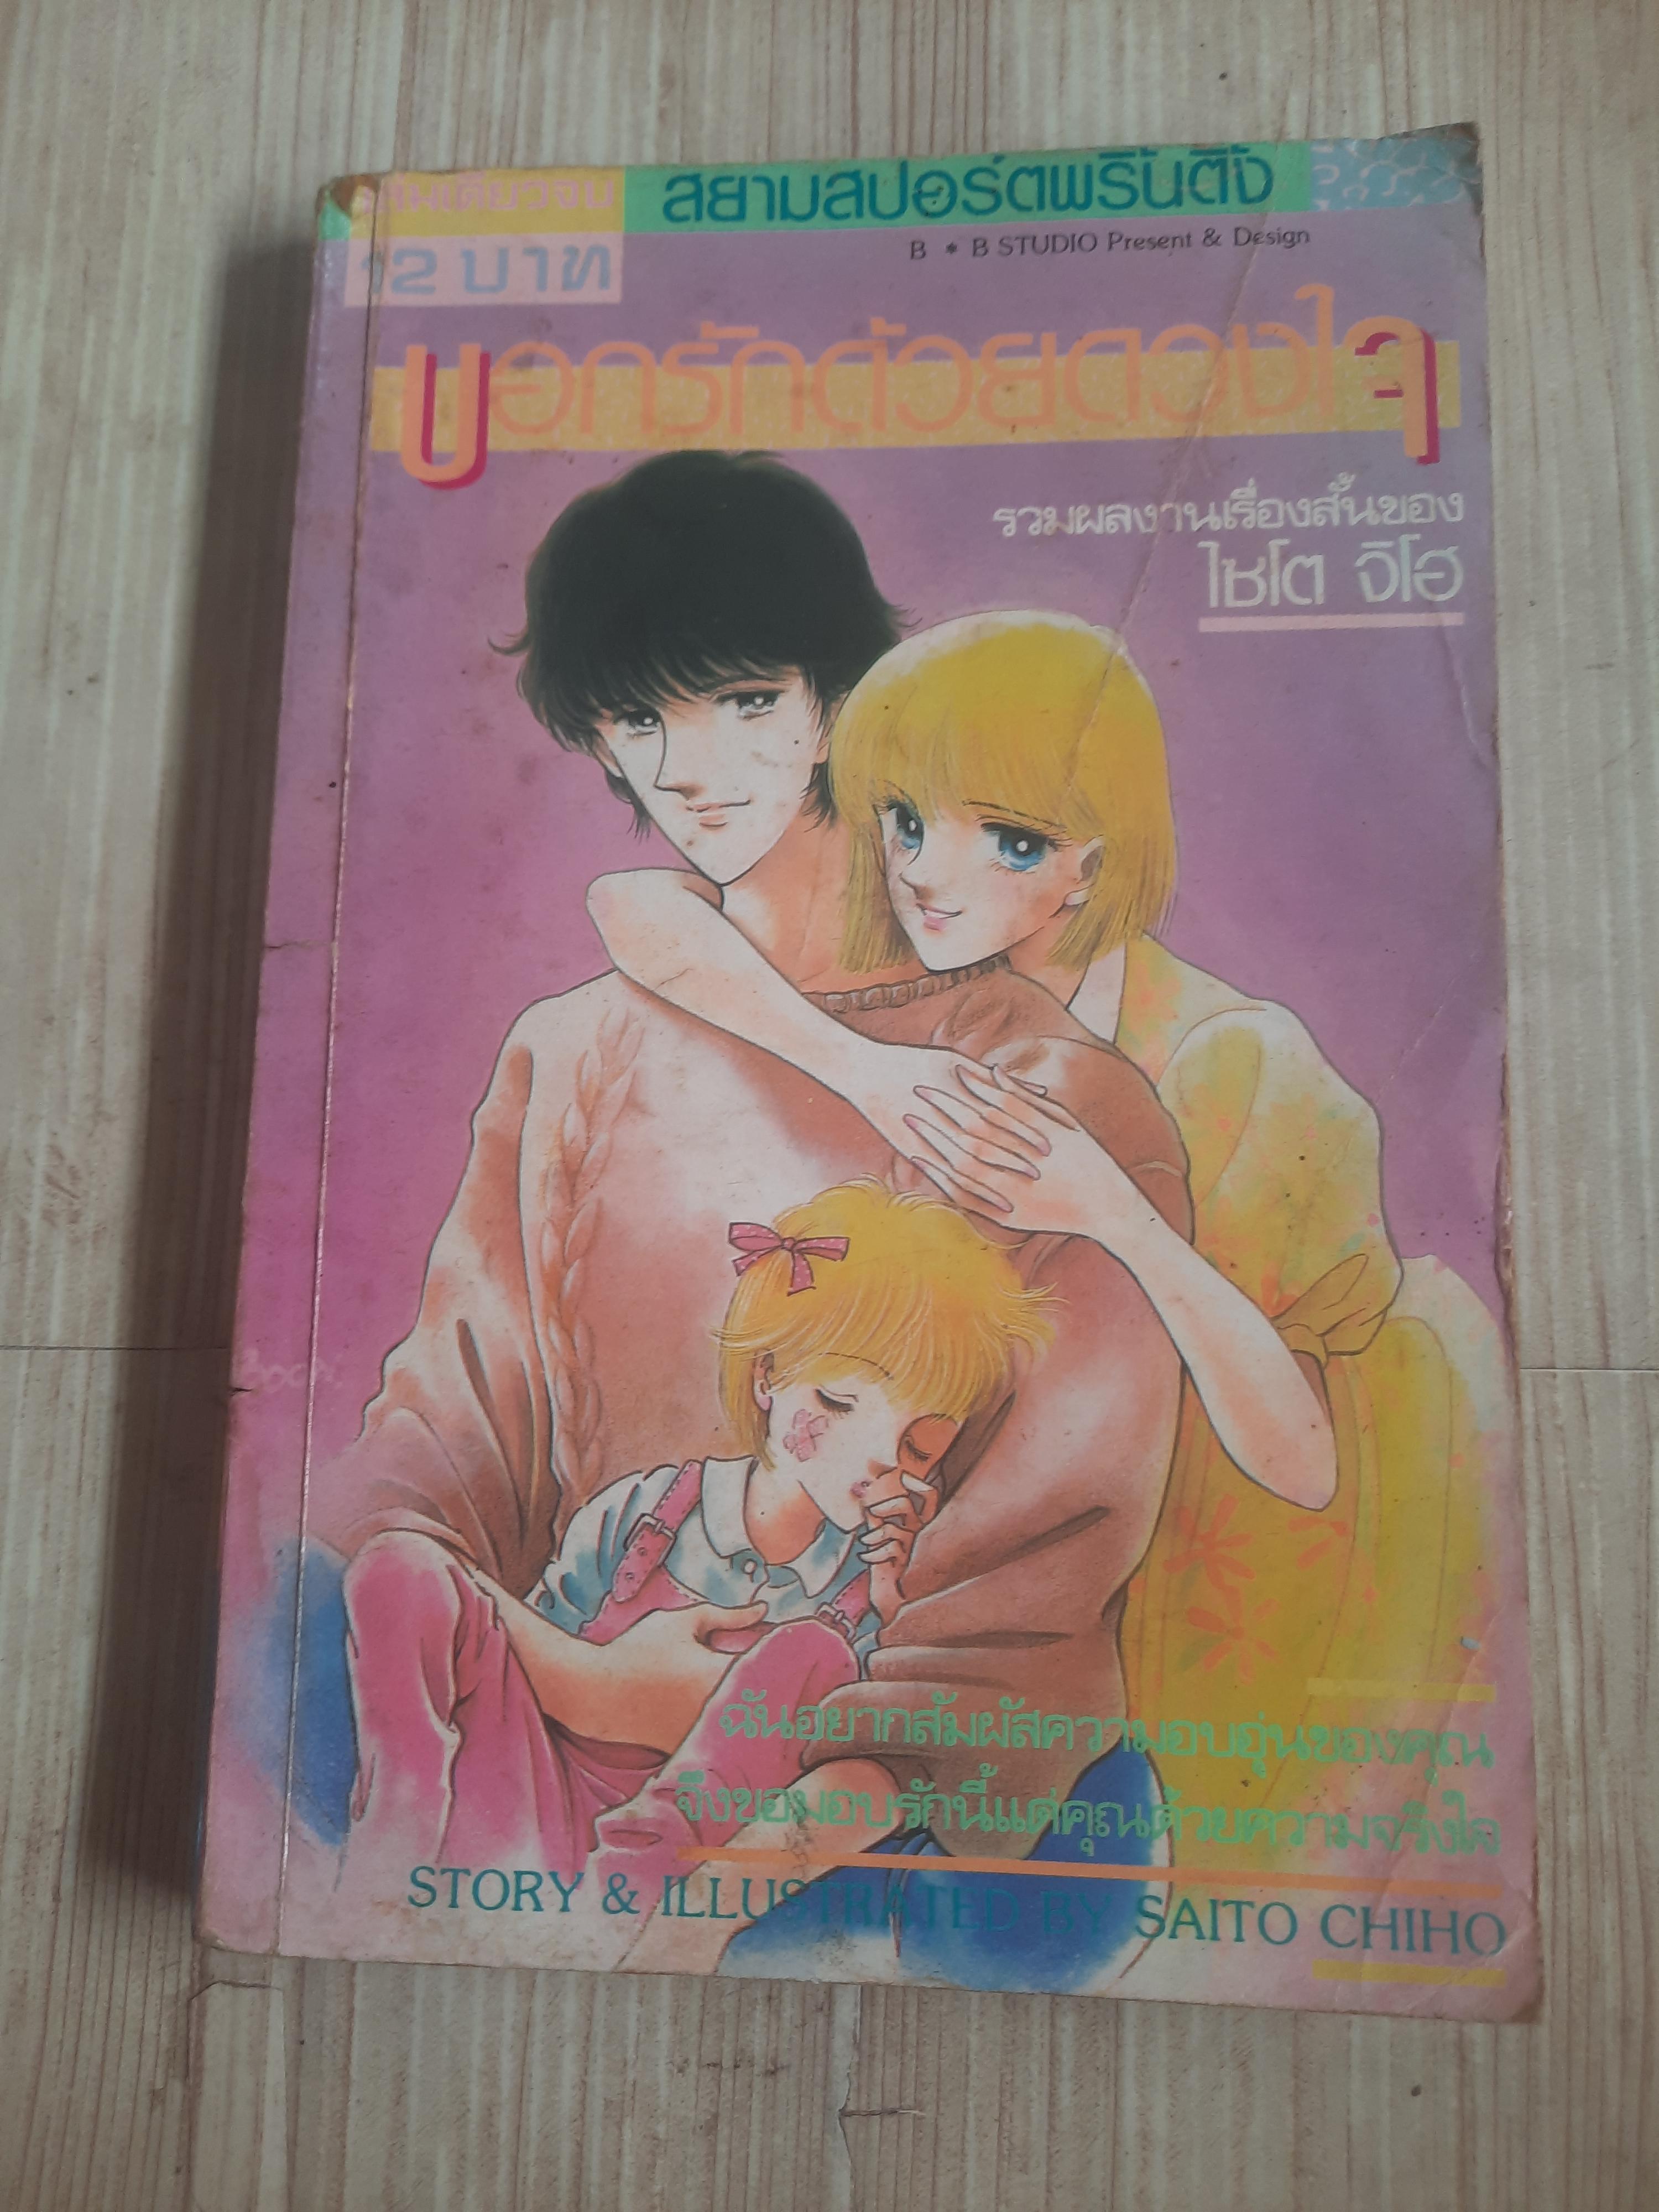 เล่มเดียวจบ
สยามสปอร์ตพริ้นติ้ง
12 บาท
B * B STUDIO Present & Design
บอกรักด้วยดวงใจ
รวมผลงานเรื่องสั้นของ
ไซโต จิโฮ
ฉันอยากสัมผัสความอบอุ่นของคุณ
จึงขอมอบรักนี้แด่คุณด้วยความจริงใจ
STORY & ILLUSTRATED BY SAITO CHIHO